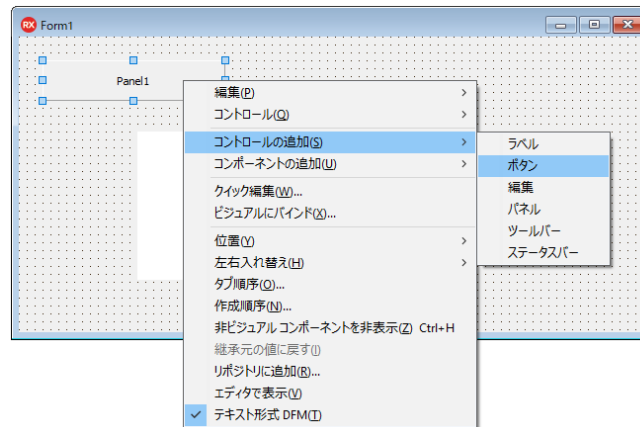 RX Form1
Panel1
編集(P)
コントロール(O)
コントロールの追加(S)
コンポーネントの追加(U)
クイック編集(W)...
ビジュアルにバインド(X)...
位置(Y)
左右入れ替え(H)
タブ順序(O)...
作成順序(N)...
非ビジュアル コンポーネントを非表示(Z) Ctrl+H
継承元の値に戻す(I)
リポジトリに追加(R)...
エディタで表示(V)
テキスト形式 DFM(T)
ラベル
ボタン
編集
パネル
ツールバー
ステータスバー